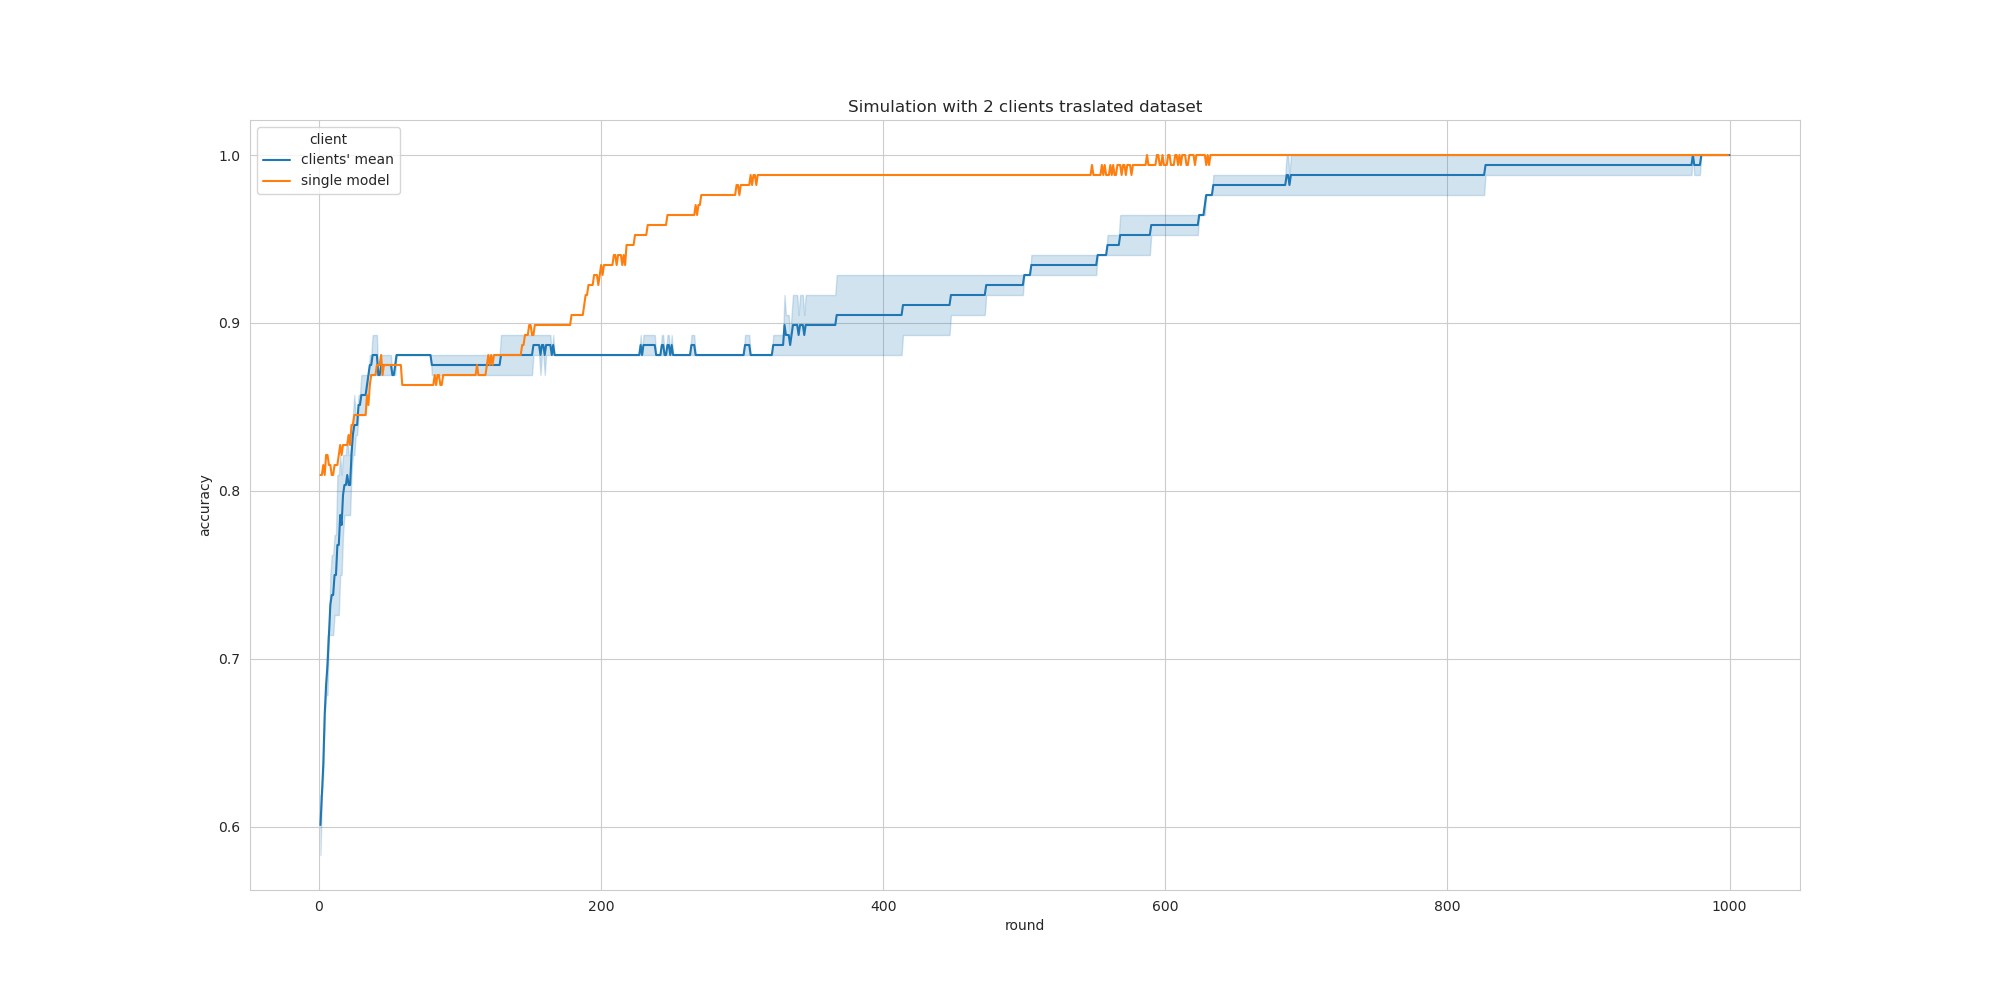 Simulation with 2 clients traslated dataset
client
clients' mean
single model
1.0
0.9
0.8
0.7
0.6
accuracy
0 200 400 600 800 1000
round